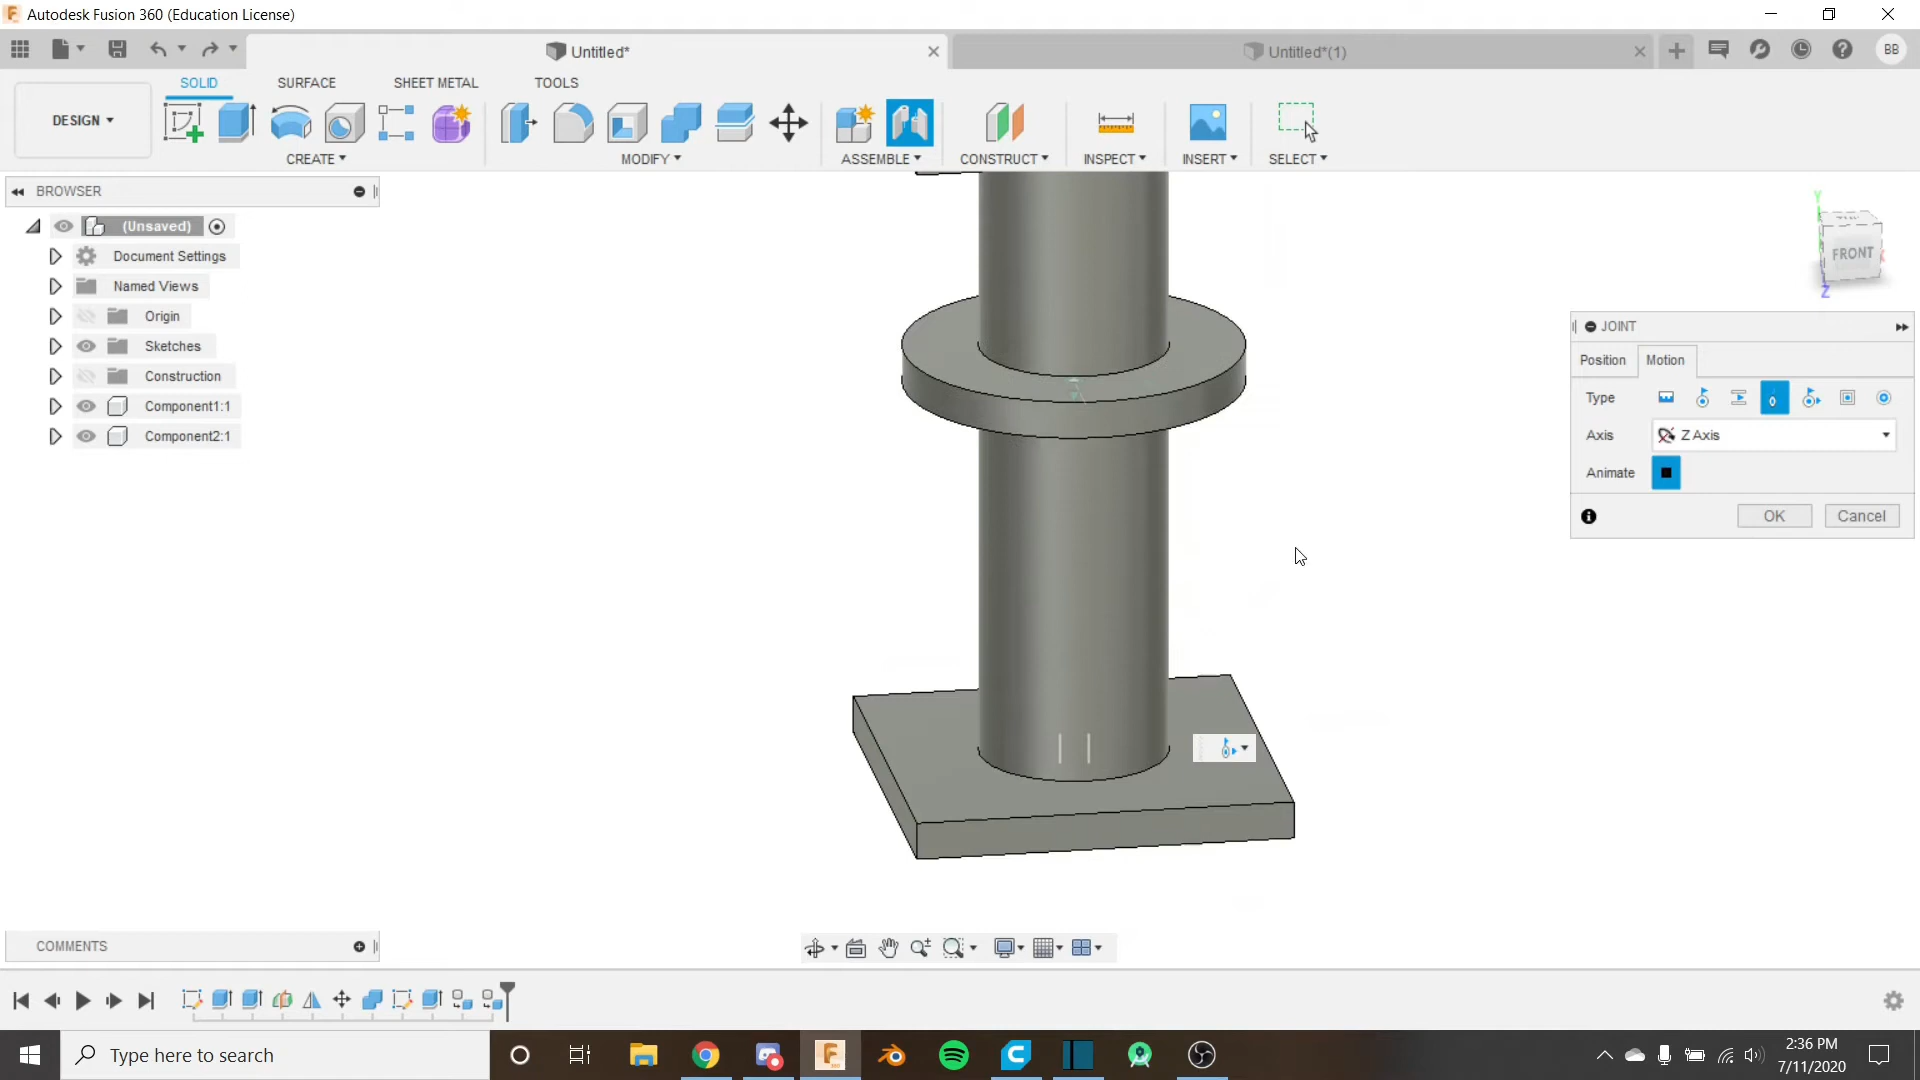 Autodesk Fusion 360 (Education License)
Untitled*
Untitled*(1)
BB
SOLID
SURFACE
SHEET METAL
TOOLS
DESIGN
CREATE
MODIFY
ASSEMBLE
CONSTRUCT
INSPECT
INSERT
SELECT
BROWSER
(Unsaved)
Document Settings
Named Views
Origin
Sketches
Construction
Component1:1
Component2:1
Y
FRONT
Z
JOINT
Position
Motion
Type
Axis
Z Axis
Animate
OK
Cancel
COMMENTS
Type here to search
2:36 PM
7/11/2020